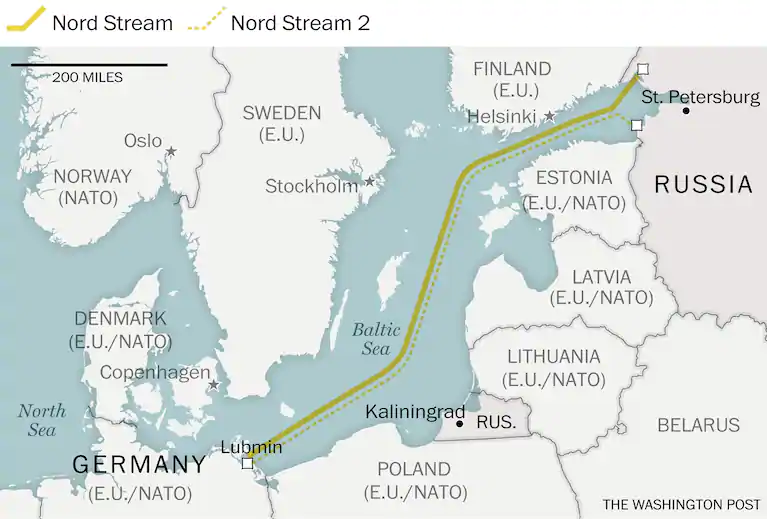 Nord Stream
Nord Stream 2
200 MILES
FINLAND
(E.U.)
SWEDEN
(E.U.)
Helsinki
St. Petersburg
Oslo
NORWAY
(NATO)
Stockholm
ESTONIA
(E.U./NATO)
RUSSIA
LATVIA
(E.U./NATO)
DENMARK
(E.U./NATO)
Baltic
Sea
LITHUANIA
(E.U./NATO)
Copenhagen
North
Sea
Kaliningrad
RUS.
BELARUS
Lubmin
GERMANY
(E.U./NATO)
POLAND
(E.U./NATO)
THE WASHINGTON POST